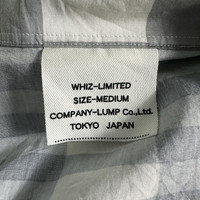 WHIZ-LIMITED
SIZE-MEDIUM
COMPANY-LUMP Co.,Ltd.
TOKYO JAPAN